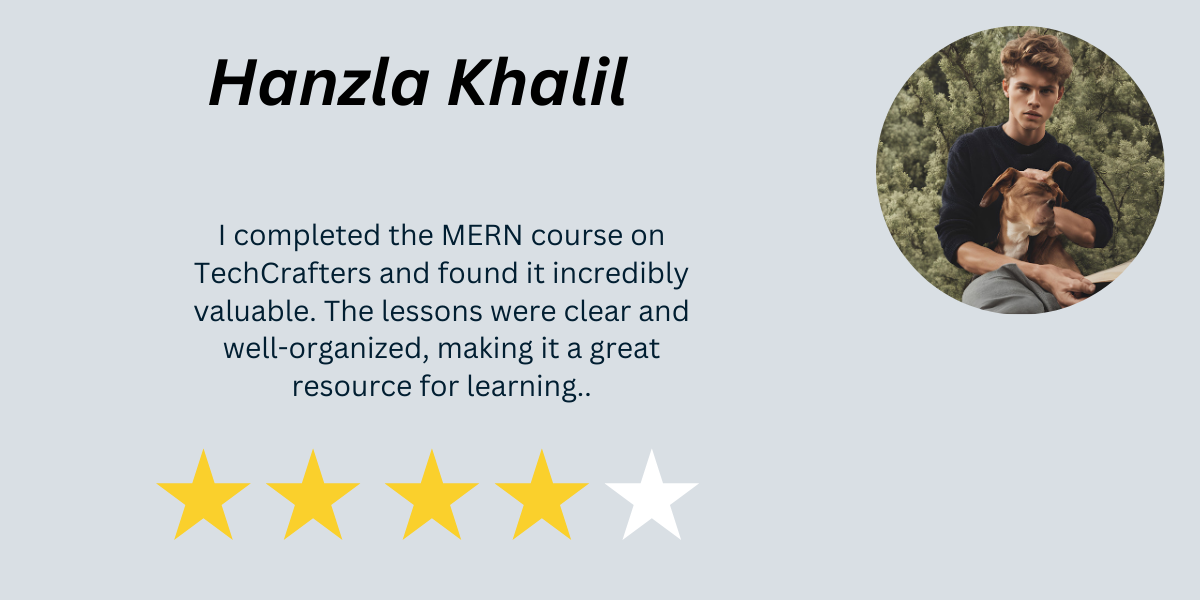 Hanzla Khalil
I completed the MERN course on
TechCrafters and found it incredibly
valuable. The lessons were clear and
well-organized, making it a great
resource for learning..